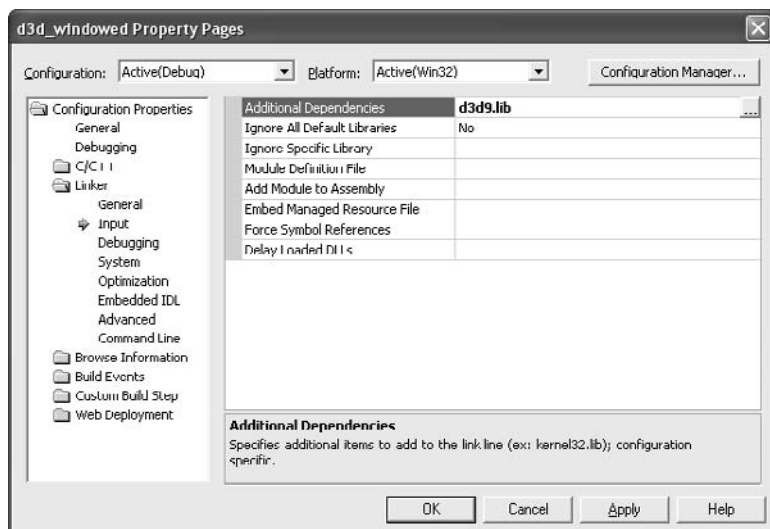 d3d_windowed Property Pages
Configuration: Active(Debug) Platform: Active(Win32) Configuration Manager...
Configuration Properties
General
Debugging
C/C++
Linker
General
Input
Debugging
System
Optimization
Embedded IDL
Advanced
Command Line
Browse Information
Build Events
Custom Build Step
Web Deployment
Additional Dependencies d3d9.lib ...
Ignore All Default Libraries No
Ignore Specific Library
Module Definition File
Add Module to Assembly
Embed Managed Resource File
Force Symbol References
Delay Loaded DLLs
Additional Dependencies
Specifies additional items to add to the link line (ex: kernel32.lib); configuration
specific.
OK Cancel Apply Help